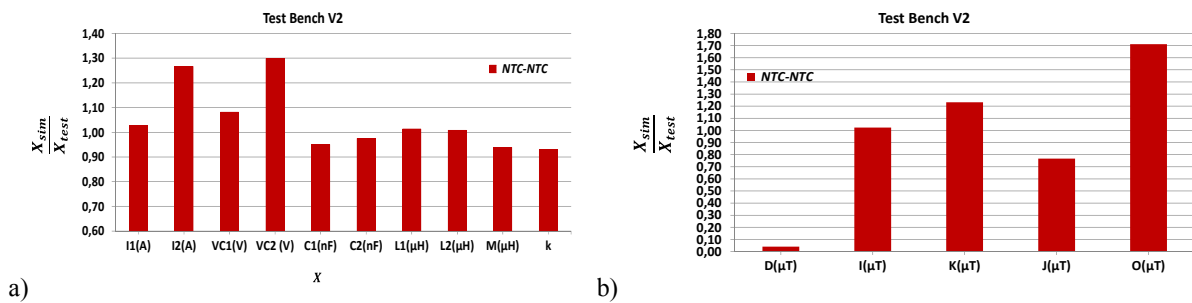 Test Bench V2
1,40
1,30
1,20
1,10
1,00
0,90
0,80
0,70
0,60
X_sim
X_test
NTC-NTC
I1(A) I2(A) VC1(V) VC2 (V) C1(nF) C2(nF) L1(µH) L2(µH) M(µH) k
X
a)
Test Bench V2
1,80
1,70
1,60
1,50
1,40
1,30
1,20
1,10
1,00
0,90
0,80
0,70
0,60
0,50
0,40
0,30
0,20
0,10
0,00
X_sim
X_test
NTC-NTC
D(µT) I(µT) K(µT) J(µT) O(µT)
b)